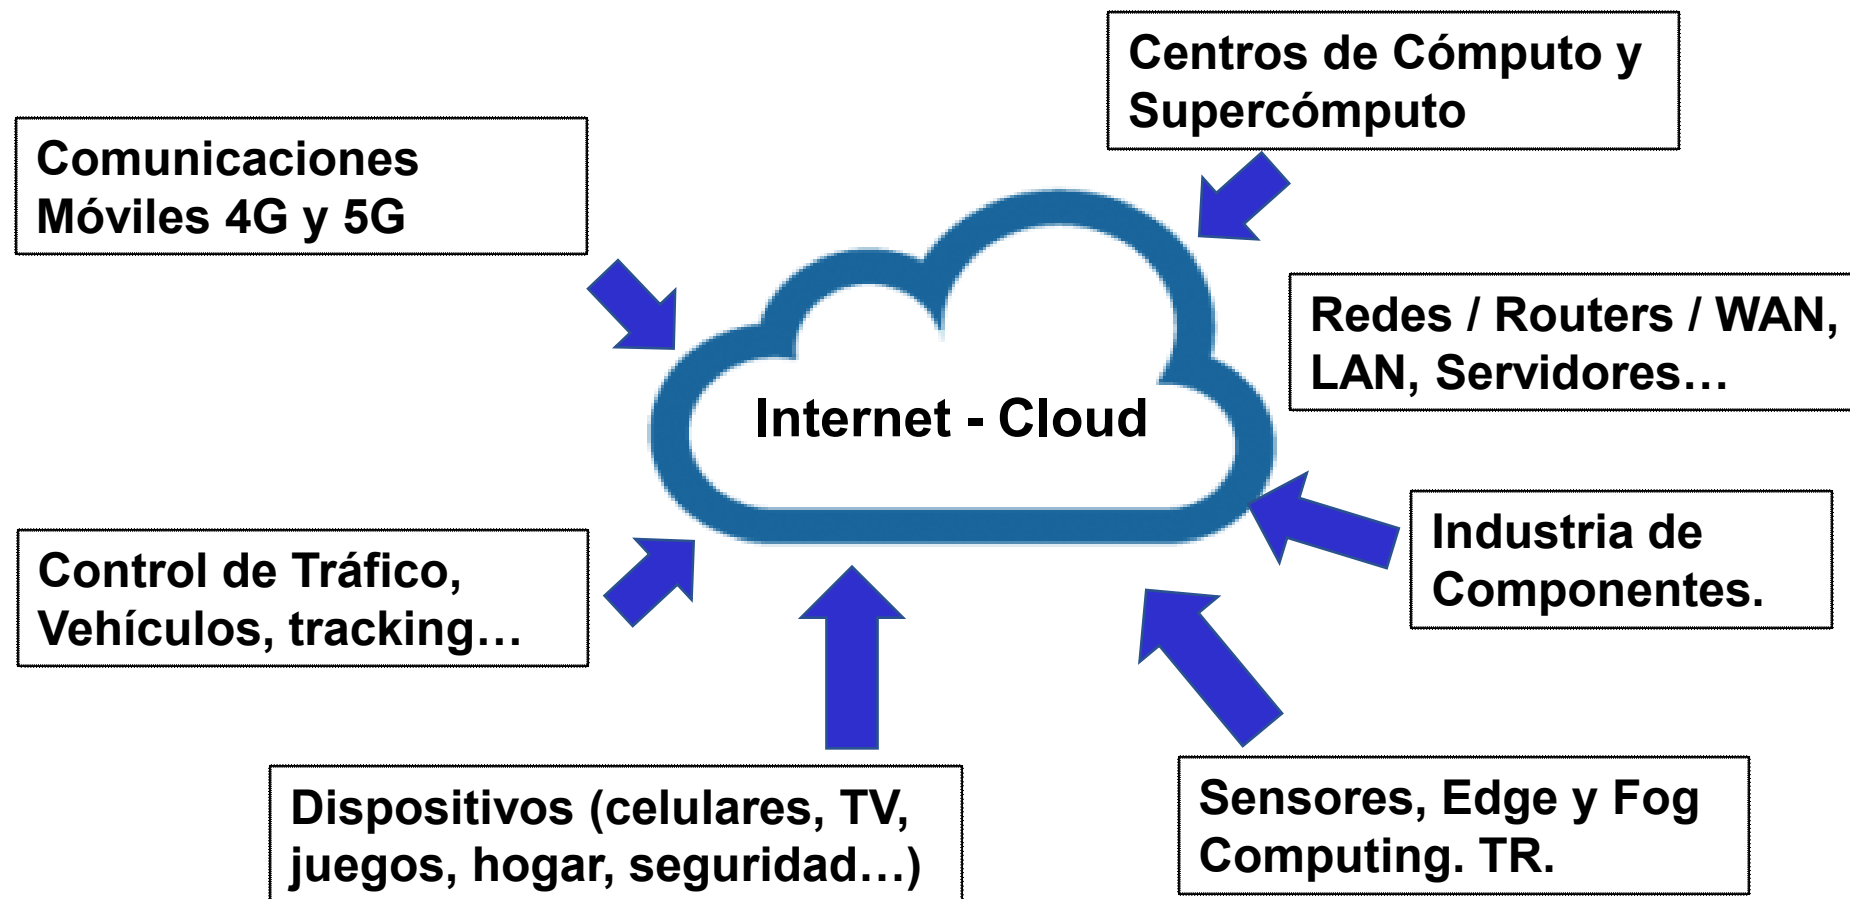 Centros de Cómputo y
Supercómputo
Comunicaciones
Móviles 4G y 5G
Redes / Routers / WAN,
LAN, Servidores…
Internet - Cloud
Industria de
Componentes.
Control de Tráfico,
Vehículos, tracking…
Dispositivos (celulares, TV,
juegos, hogar, seguridad…)
Sensores, Edge y Fog
Computing. TR.